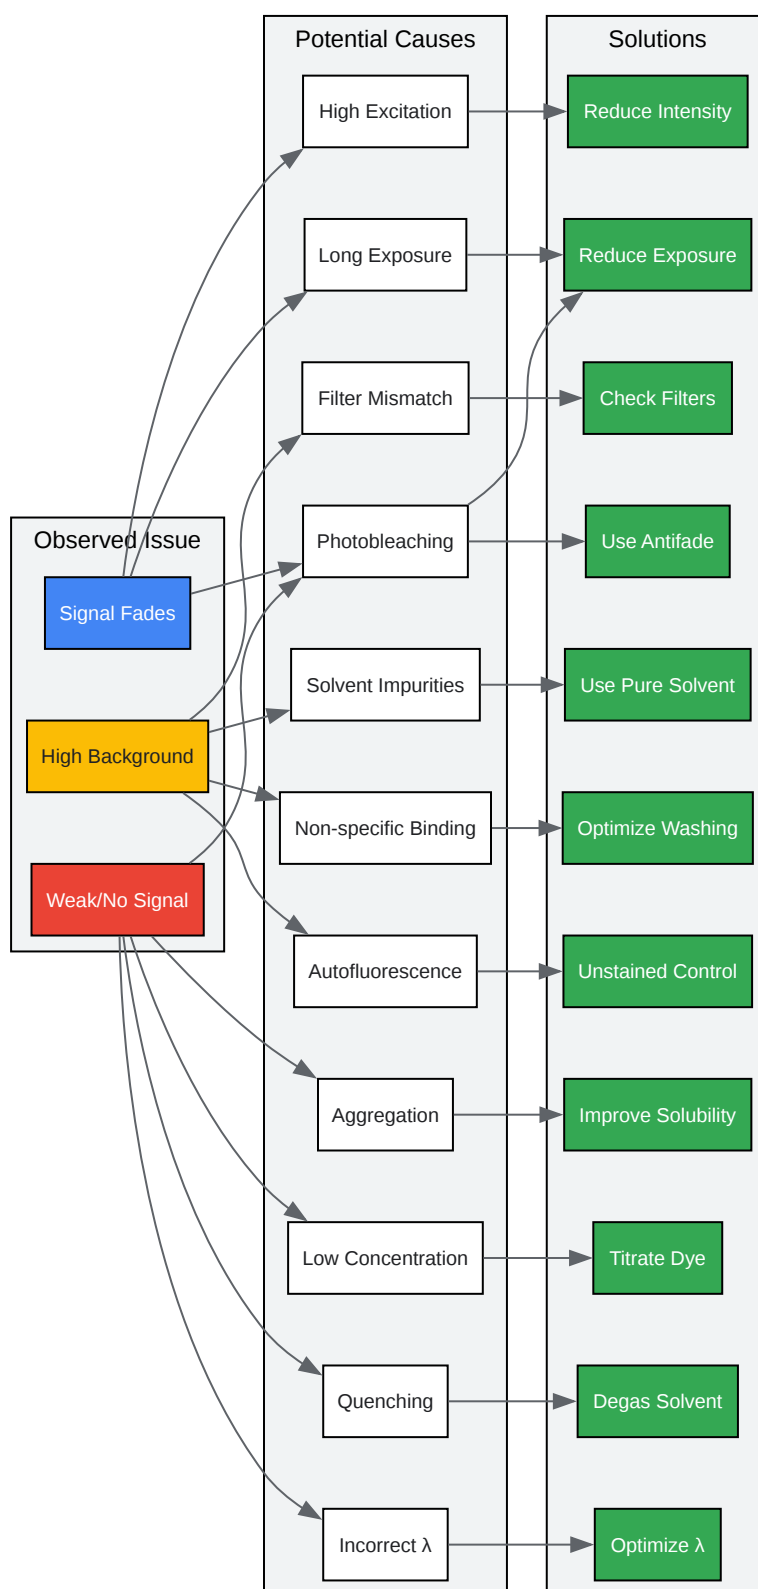 Potential Causes
Solutions
High Excitation
Reduce Intensity
Long Exposure
Reduce Exposure
Filter Mismatch
Check Filters
Observed Issue
Photobleaching
Use Antifade
Signal Fades
Solvent Impurities
Use Pure Solvent
High Background
Non-specific Binding
Optimize Washing
Weak/No Signal
Autofluorescence
Unstained Control
Aggregation
Improve Solubility
Low Concentration
Titrate Dye
Quenching
Degas Solvent
Incorrect λ
Optimize λ